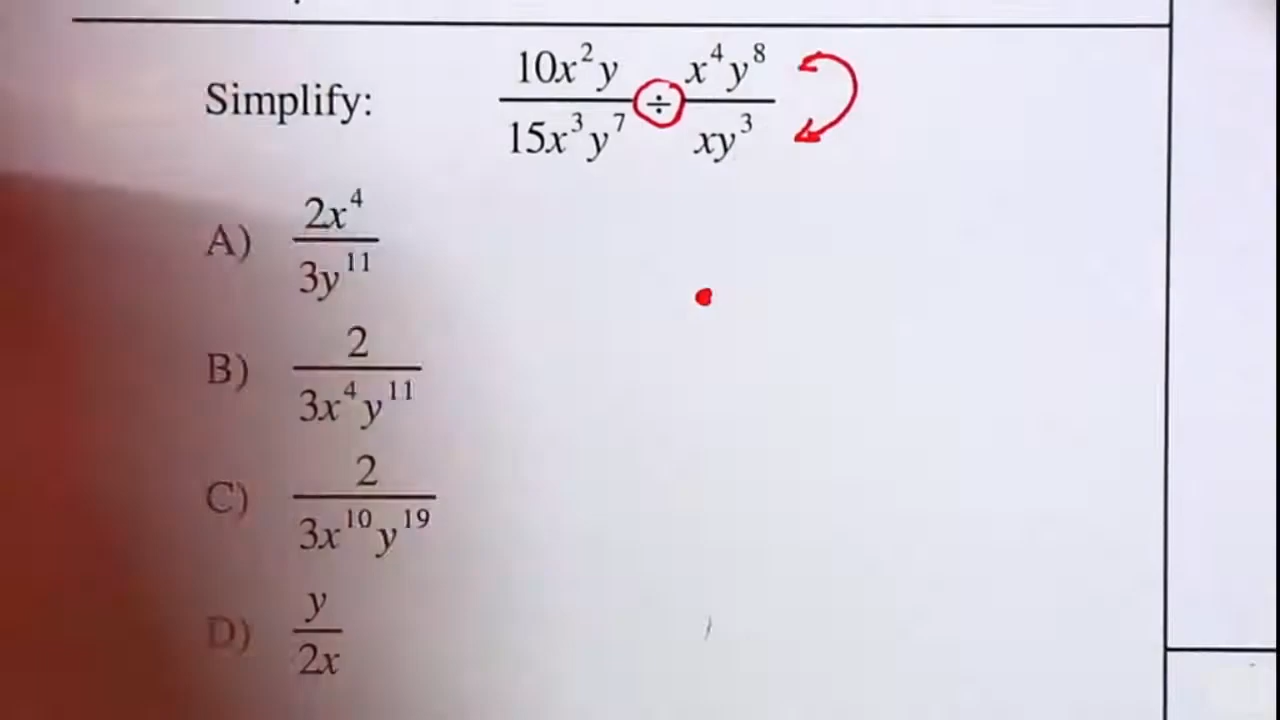 Simplify: 10x²y / 15x³y⁷ ÷ x⁴y⁸ / xy³
A) 2x⁴ / 3y¹¹
B) 2 / 3x⁴y¹¹
C) 2 / 3x¹⁰y¹⁹
D) y / 2x